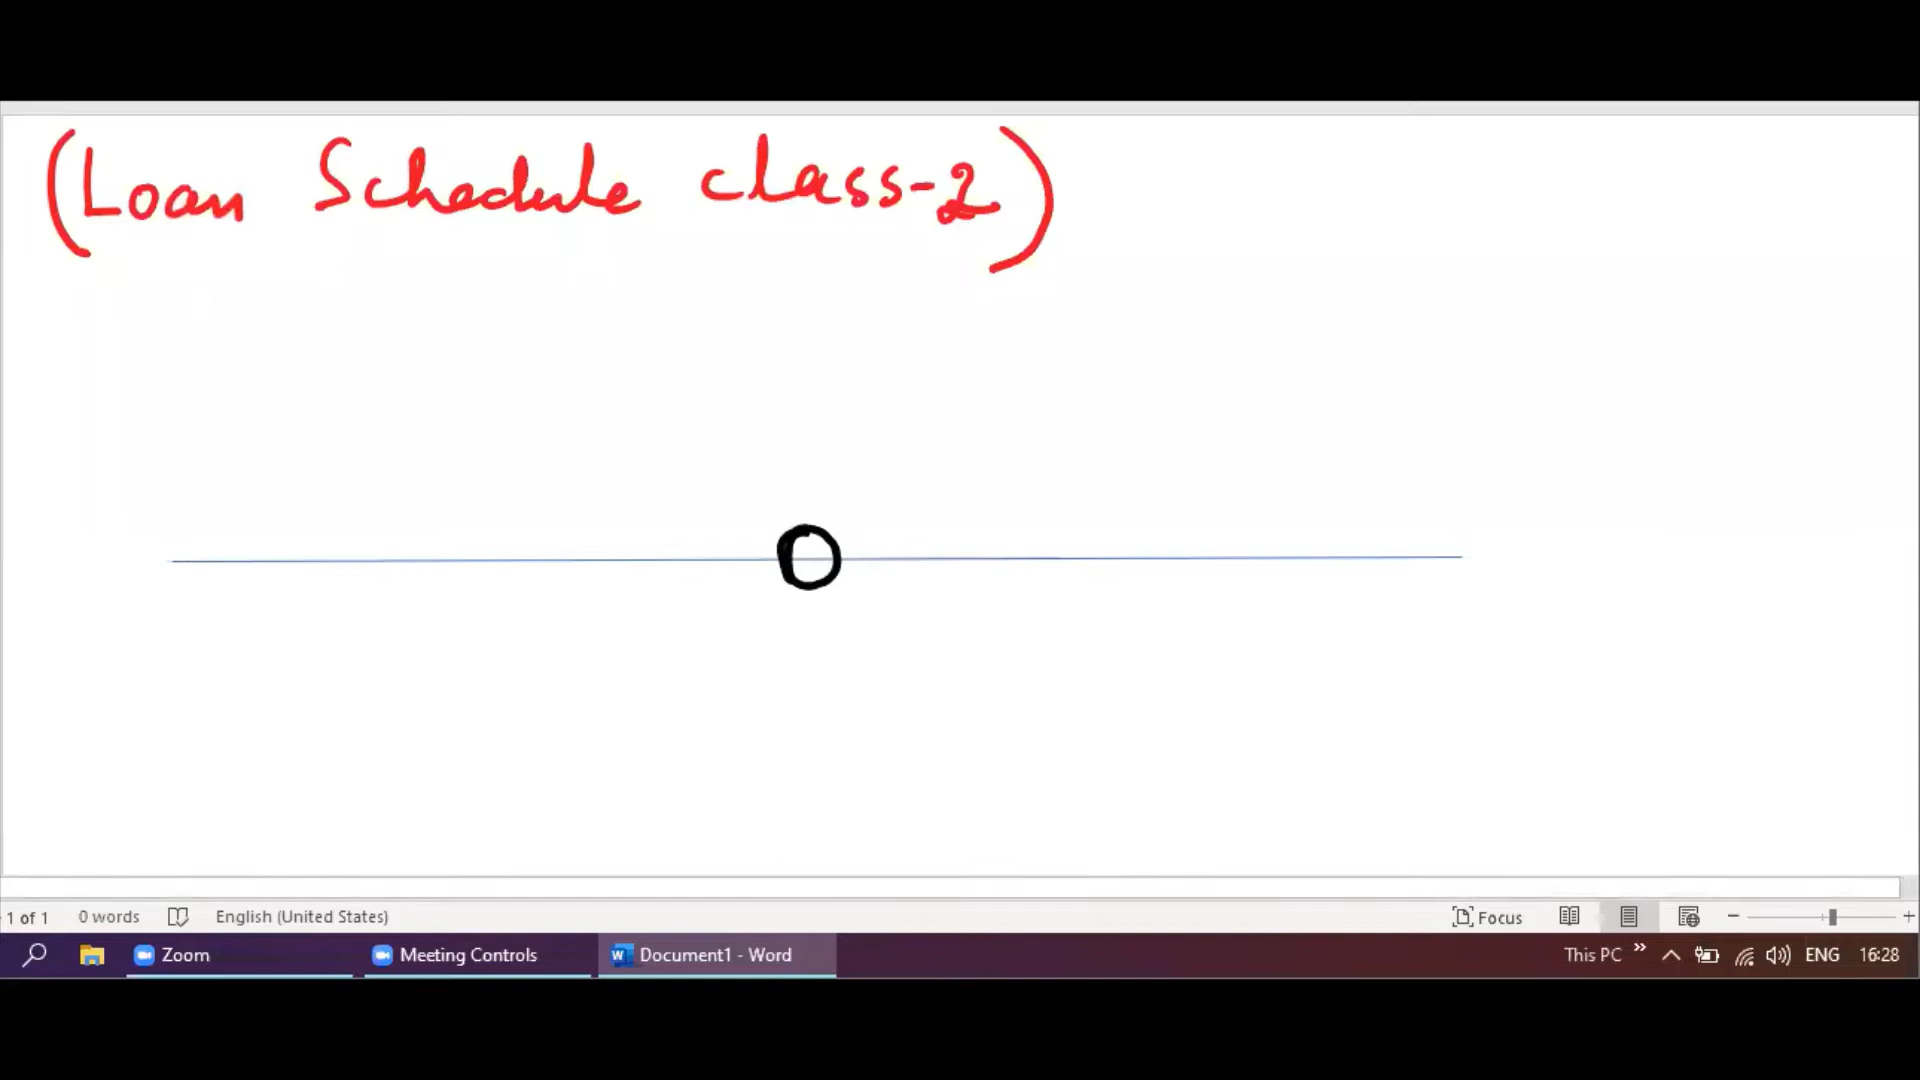 (Loan Schedule class-2)
1 of 1 0 words English (United States) Focus
Zoom Meeting Controls Document1 - Word This PC » ENG 16:28